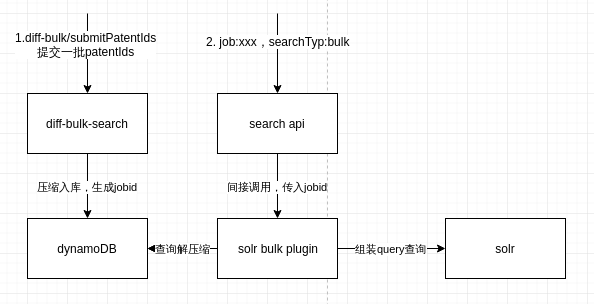 1.diff-bulk/submitPatentIds
提交一批patentIds
2. job:xxx，searchTyp:bulk
diff-bulk-search
search api
压缩入库，生成jobid
间接调用，传入jobid
dynamoDB
查询解压缩
solr bulk plugin
组装query查询
solr